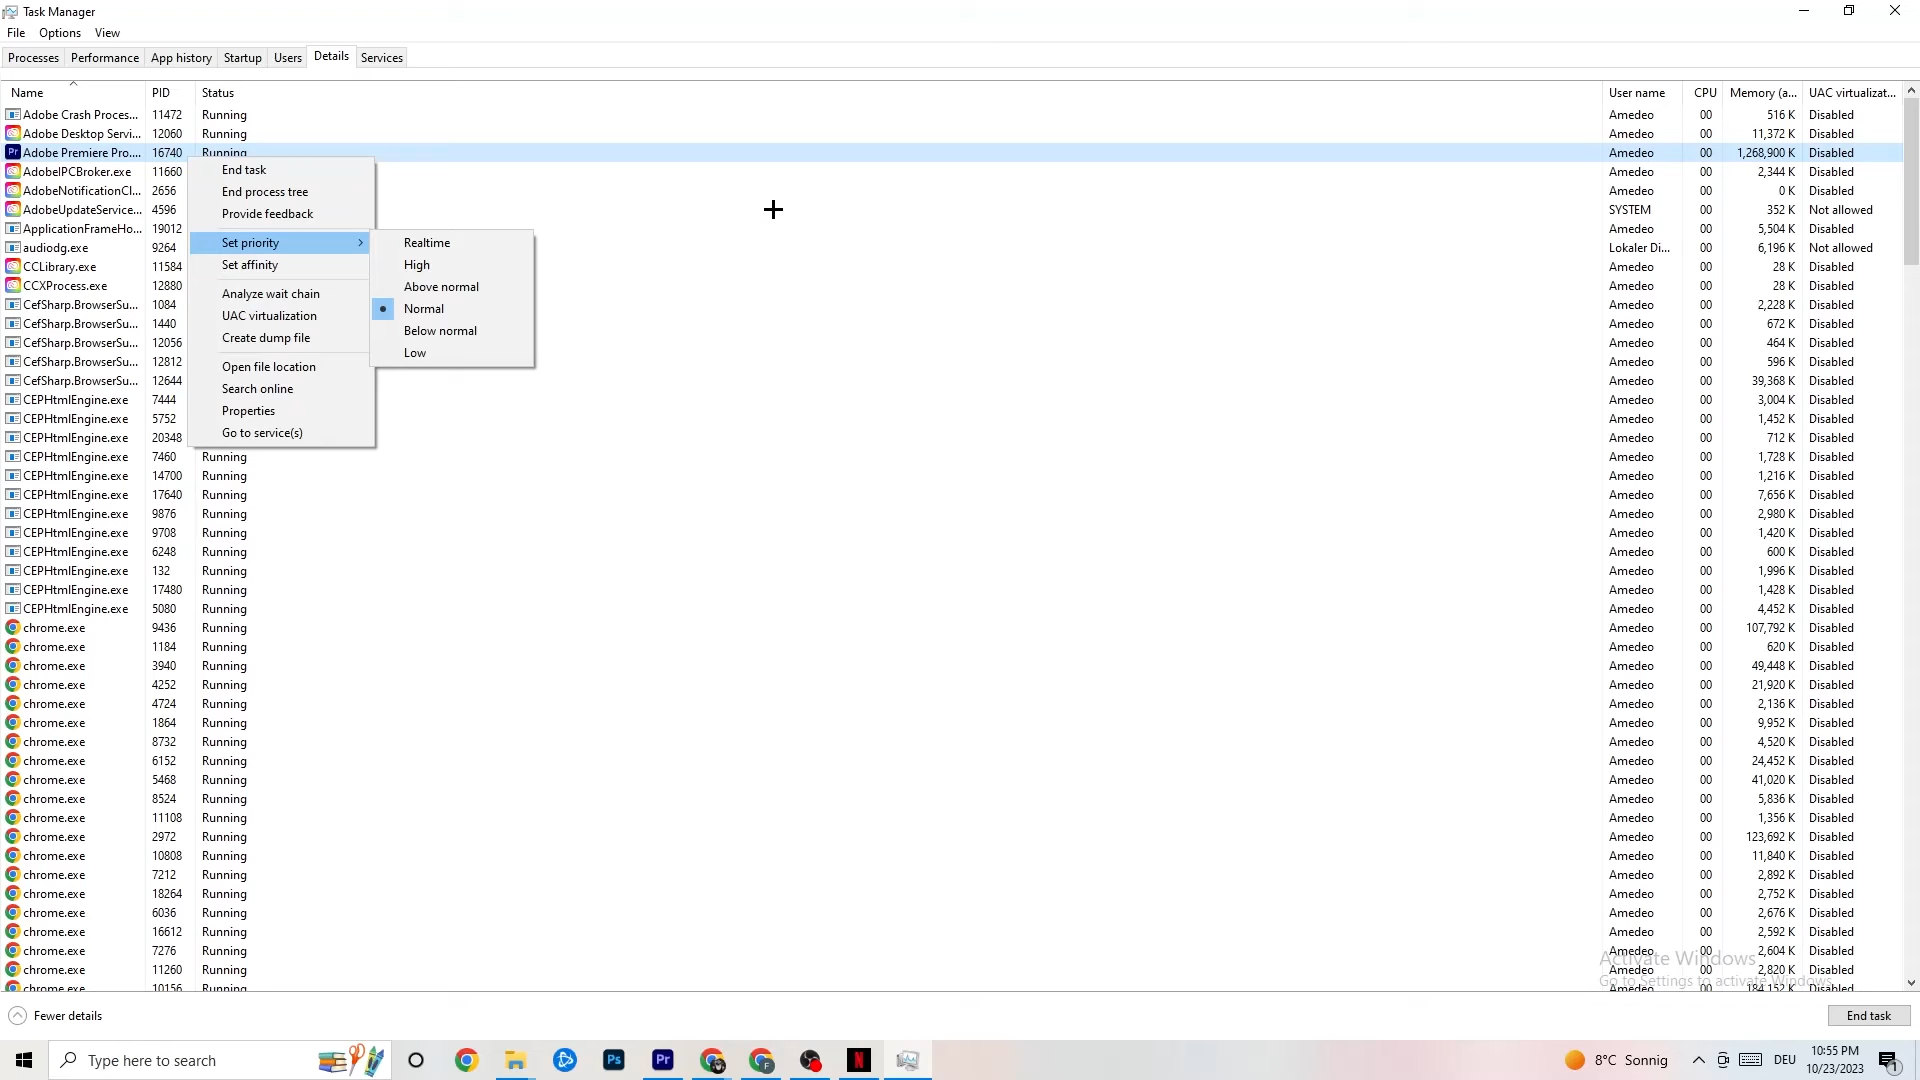 Task Manager
File Options View
Processes Performance App history Startup Users Details Services
Name PID Status User name CPU Memory (a... UAC virtualizat...
Adobe Crash Proces... 11472 Running Amedeo 00 516 K Disabled
Adobe Desktop Servi... 12060 Running Amedeo 00 11,372 K Disabled
Adobe Premiere Pro.... 16740 Running Amedeo 00 1,268,900 K Disabled
AdobeIPCBroker.exe 11660 Amedeo 00 2,344 K Disabled
AdobeNotificationCl... 2656 Amedeo 00 0 K Disabled
AdobeUpdateService... 4596 SYSTEM 00 352 K Not allowed
ApplicationFrameHo... 19012 Amedeo 00 5,504 K Disabled
audiodg.exe 9264 Lokaler Di... 00 6,196 K Not allowed
CCLibrary.exe 11584 Amedeo 00 28 K Disabled
CCXProcess.exe 12880 Amedeo 00 28 K Disabled
CefSharp.BrowserSu... 1084 Amedeo 00 2,228 K Disabled
CefSharp.BrowserSu... 1440 Amedeo 00 672 K Disabled
CefSharp.BrowserSu... 12056 Amedeo 00 464 K Disabled
CefSharp.BrowserSu... 12812 Amedeo 00 596 K Disabled
CefSharp.BrowserSu... 12644 Amedeo 00 39,368 K Disabled
CEPHtmlEngine.exe 7444 Amedeo 00 3,004 K Disabled
CEPHtmlEngine.exe 5752 Amedeo 00 1,452 K Disabled
CEPHtmlEngine.exe 20348 Amedeo 00 712 K Disabled
CEPHtmlEngine.exe 7460 Running Amedeo 00 1,728 K Disabled
CEPHtmlEngine.exe 14700 Running Amedeo 00 1,216 K Disabled
CEPHtmlEngine.exe 17640 Running Amedeo 00 7,656 K Disabled
CEPHtmlEngine.exe 9876 Running Amedeo 00 2,980 K Disabled
CEPHtmlEngine.exe 9708 Running Amedeo 00 1,420 K Disabled
CEPHtmlEngine.exe 6248 Running Amedeo 00 600 K Disabled
CEPHtmlEngine.exe 132 Running Amedeo 00 1,996 K Disabled
CEPHtmlEngine.exe 17480 Running Amedeo 00 1,428 K Disabled
CEPHtmlEngine.exe 5080 Running Amedeo 00 4,452 K Disabled
chrome.exe 9436 Running Amedeo 00 107,792 K Disabled
chrome.exe 1184 Running Amedeo 00 620 K Disabled
chrome.exe 3940 Running Amedeo 00 49,448 K Disabled
chrome.exe 4252 Running Amedeo 00 21,920 K Disabled
chrome.exe 4724 Running Amedeo 00 2,136 K Disabled
chrome.exe 1864 Running Amedeo 00 9,952 K Disabled
chrome.exe 8732 Running Amedeo 00 4,520 K Disabled
chrome.exe 6152 Running Amedeo 00 24,452 K Disabled
chrome.exe 5468 Running Amedeo 00 41,020 K Disabled
chrome.exe 8524 Running Amedeo 00 5,836 K Disabled
chrome.exe 11108 Running Amedeo 00 1,356 K Disabled
chrome.exe 2972 Running Amedeo 00 123,692 K Disabled
chrome.exe 10808 Running Amedeo 00 11,840 K Disabled
chrome.exe 7212 Running Amedeo 00 2,892 K Disabled
chrome.exe 18264 Running Amedeo 00 2,752 K Disabled
chrome.exe 6036 Running Amedeo 00 2,676 K Disabled
chrome.exe 16612 Running Amedeo 00 2,592 K Disabled
chrome.exe 7276 Running Amedeo 00 2,604 K Disabled
chrome.exe 11260 Running Amedeo 00 2,820 K Disabled
chrome.exe 10156 Running Amedeo 00 184,152 K Disabled
End task
End process tree
Provide feedback
Set priority
Set affinity
Analyze wait chain
UAC virtualization
Create dump file
Open file location
Search online
Properties
Go to service(s)
Realtime
High
Above normal
Normal
Below normal
Low
Activate Windows
Go to Settings to activate Windows.
Fewer details
End task
Type here to search
Ps
Pr
F
N
8°C Sonnig
DEU
10:55 PM
10/23/2023
1